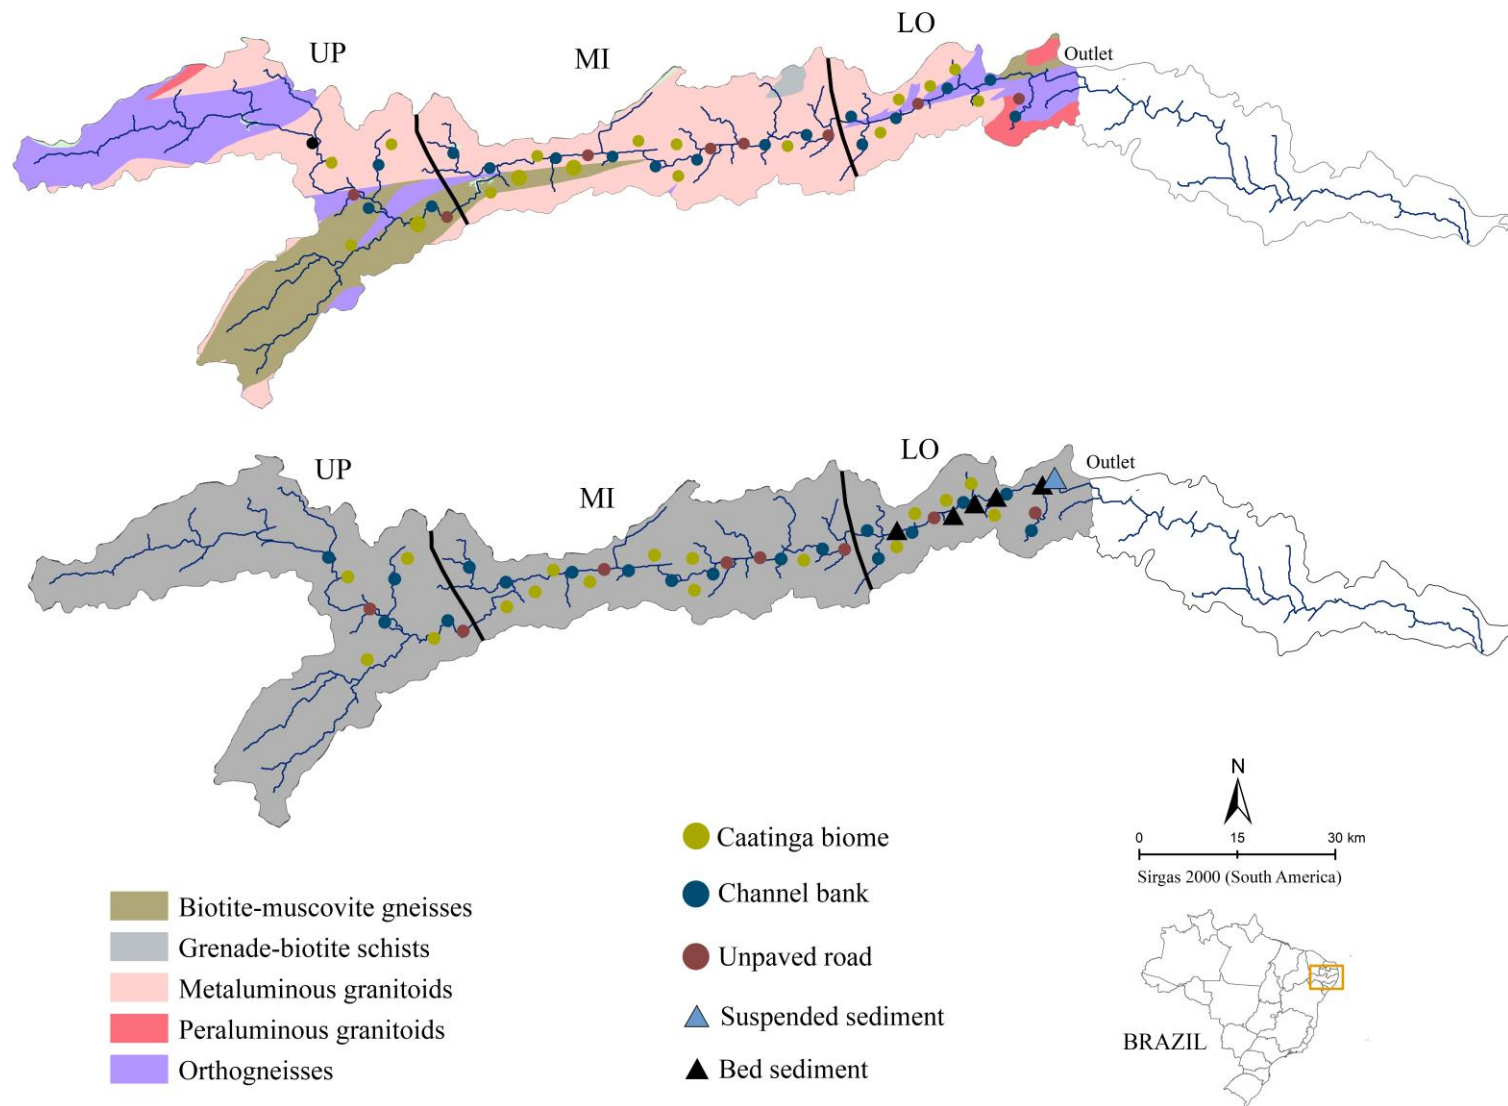 UP
MI
LO
Outlet
UP
MI
LO
Outlet
Biotite-muscovite gneisses
Grenade-biotite schists
Metaluminous granitoids
Peraluminous granitoids
Orthogneisses
Caatinga biome
Channel bank
Unpaved road
Suspended sediment
Bed sediment
N
0 15 30 km
Sirgas 2000 (South America)
BRAZIL